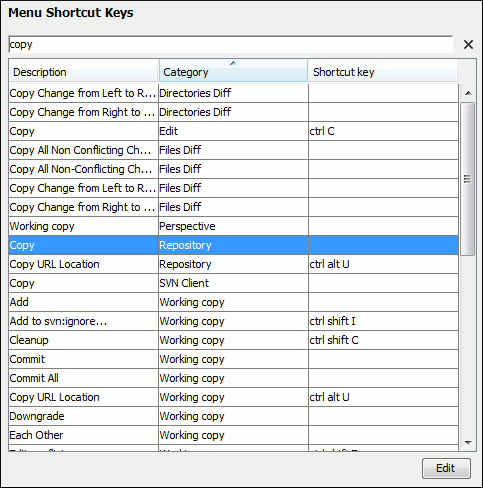 Menu Shortcut Keys
copy
Description Category Shortcut key
Copy Change from Left to R... Directories Diff
Copy Change from Right to ... Directories Diff
Copy Edit ctrl C
Copy All Non Conflicting Ch... Files Diff
Copy All Non-Conflicting Ch... Files Diff
Copy Change from Left to R... Files Diff
Copy Change from Right to ... Files Diff
Working copy Perspective
Copy Repository
Copy URL Location Repository ctrl alt U
Copy SVN Client
Add Working copy
Add to svn:ignore... Working copy ctrl shift I
Cleanup Working copy ctrl shift C
Commit Working copy
Commit All Working copy
Copy URL Location Working copy ctrl alt U
Downgrade Working copy
Each Other Working copy
Edit